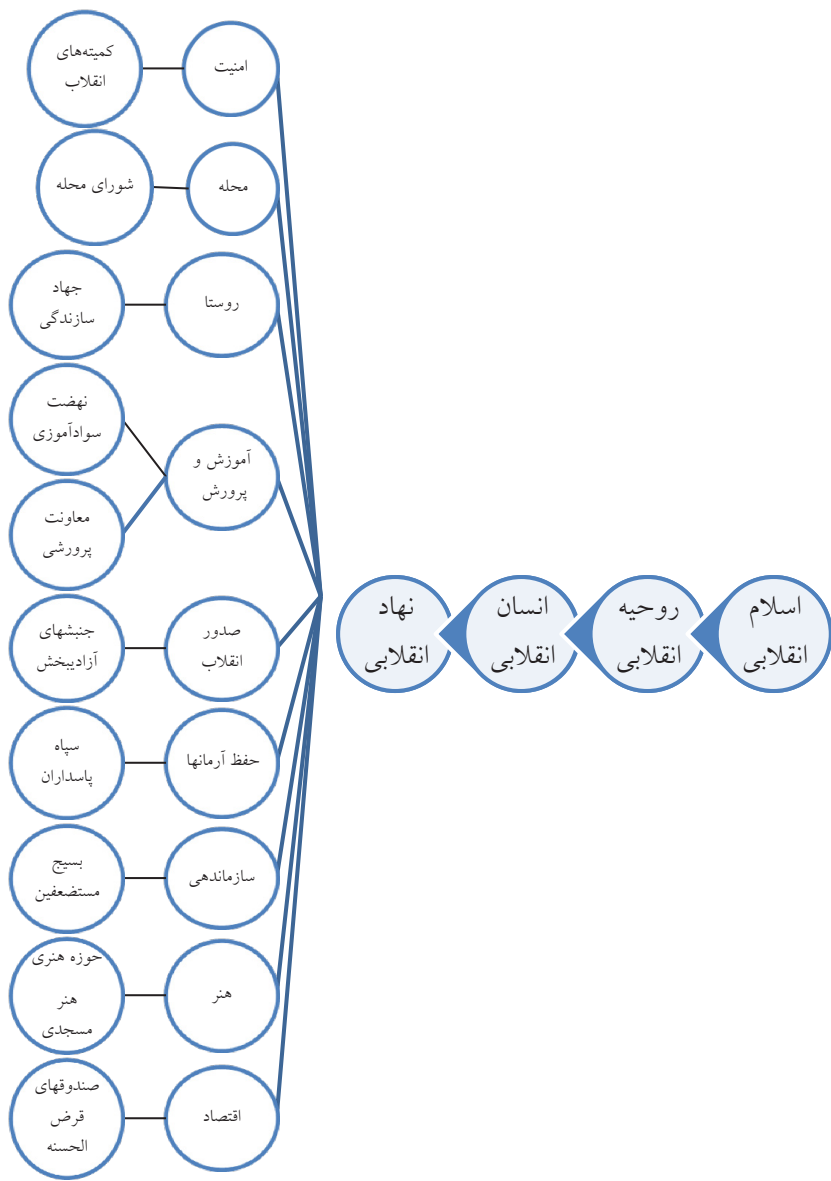 اسلام
انقلابی
روحیه
انقلابی
انسان
انقلابی
نهاد
انقلابی
امنیت
کمیته‌های
انقلاب
محله
شورای محله
روستا
جهاد
سازندگی
آموزش و
پرورش
نهضت
سوادآموزی
معاونت
پرورشی
صدور
انقلاب
جنبشهای
آزادیبخش
حفظ آرمانها
سپاه
پاسداران
سازماندهی
بسیج
مستضعفین
هنر
حوزه هنری
هنر
مسجدی
اقتصاد
صندوقهای
قرض
الحسنه